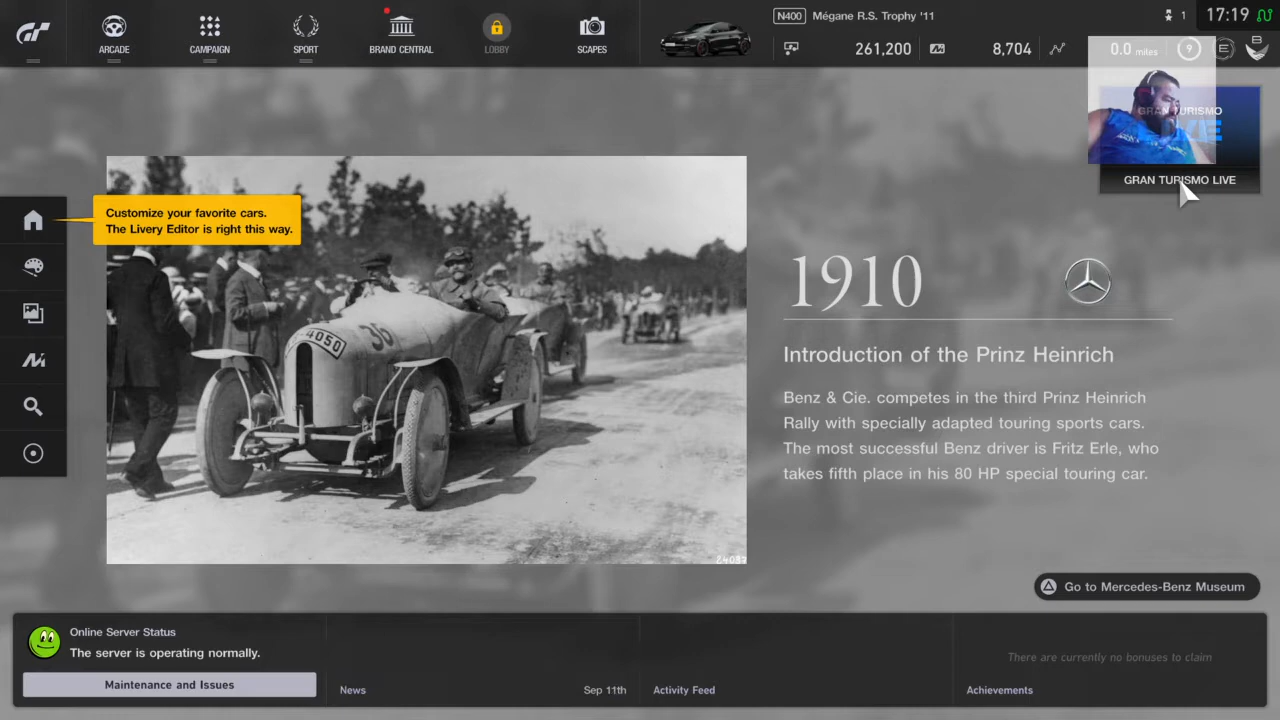 ARCADE
CAMPAIGN
SPORT
BRAND CENTRAL
LOBBY
SCAPES
N400 Mégane R.S. Trophy '11
1
17:19
261,200
8,704
0.0 miles
9
E
B
GRAN TURISMO
GRAN TURISMO LIVE
Customize your favorite cars.
The Livery Editor is right this way.
36
4050
1910
Introduction of the Prinz Heinrich
Benz & Cie. competes in the third Prinz Heinrich
Rally with specially adapted touring sports cars.
The most successful Benz driver is Fritz Erle, who
takes fifth place in his 80 HP special touring car.
Go to Mercedes-Benz Museum
Online Server Status
The server is operating normally.
Maintenance and Issues
News
Sep 11th
Activity Feed
There are currently no bonuses to claim
Achievements